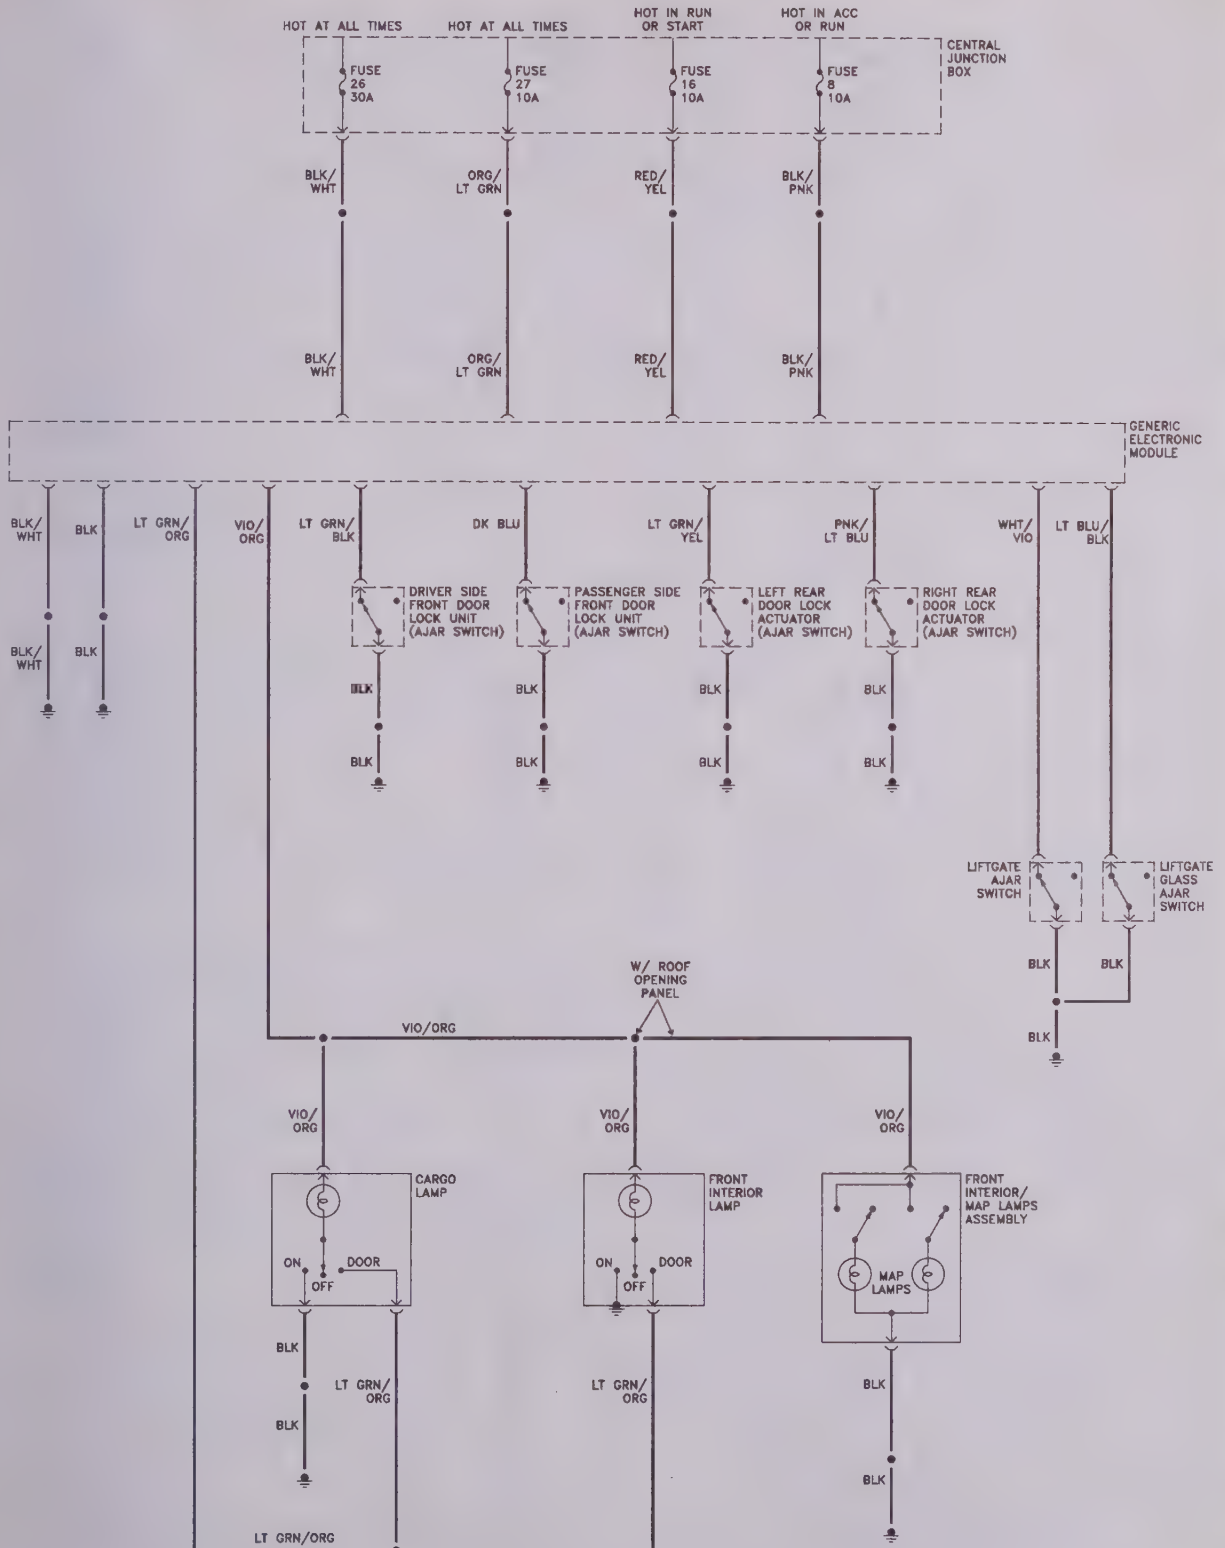 HOT AT ALL TIMES
HOT AT ALL TIMES
HOT IN RUN
OR START
HOT IN ACC
OR RUN
CENTRAL
JUNCTION
BOX
FUSE
26
30A
FUSE
27
10A
FUSE
16
10A
FUSE
8
10A
BLK/
WHT
ORG/
LT GRN
RED/
YEL
BLK/
PNK
BLK/
WHT
ORG/
LT GRN
RED/
YEL
BLK/
PNK
GENERIC
ELECTRONIC
MODULE
BLK/
WHT
BLK
LT GRN/
ORG
VIO/
ORG
LT GRN/
BLK
DK BLU
LT GRN/
YEL
PNK/
LT BLU
WHT/
VIO
LT BLU/
BLK
DRIVER SIDE
FRONT DOOR
LOCK UNIT
(AJAR SWITCH)
PASSENGER SIDE
FRONT DOOR
LOCK UNIT
(AJAR SWITCH)
LEFT REAR
DOOR LOCK
ACTUATOR
(AJAR SWITCH)
RIGHT REAR
DOOR LOCK
ACTUATOR
(AJAR SWITCH)
BLK/
WHT
BLK
BLK
BLK
BLK
BLK
BLK
BLK
BLK
BLK
LIFTGATE
AJAR
SWITCH
LIFTGATE
GLASS
AJAR
SWITCH
BLK
BLK
BLK
W/ ROOF
OPENING
PANEL
VIO/ORG
VIO/
ORG
VIO/
ORG
VIO/
ORG
CARGO
LAMP
ON
DOOR
OFF
FRONT
INTERIOR
LAMP
ON
DOOR
OFF
FRONT
INTERIOR/
MAP LAMPS
ASSEMBLY
MAP
LAMPS
BLK
LT GRN/
ORG
LT GRN/
ORG
BLK
BLK
BLK
LT GRN/ORG